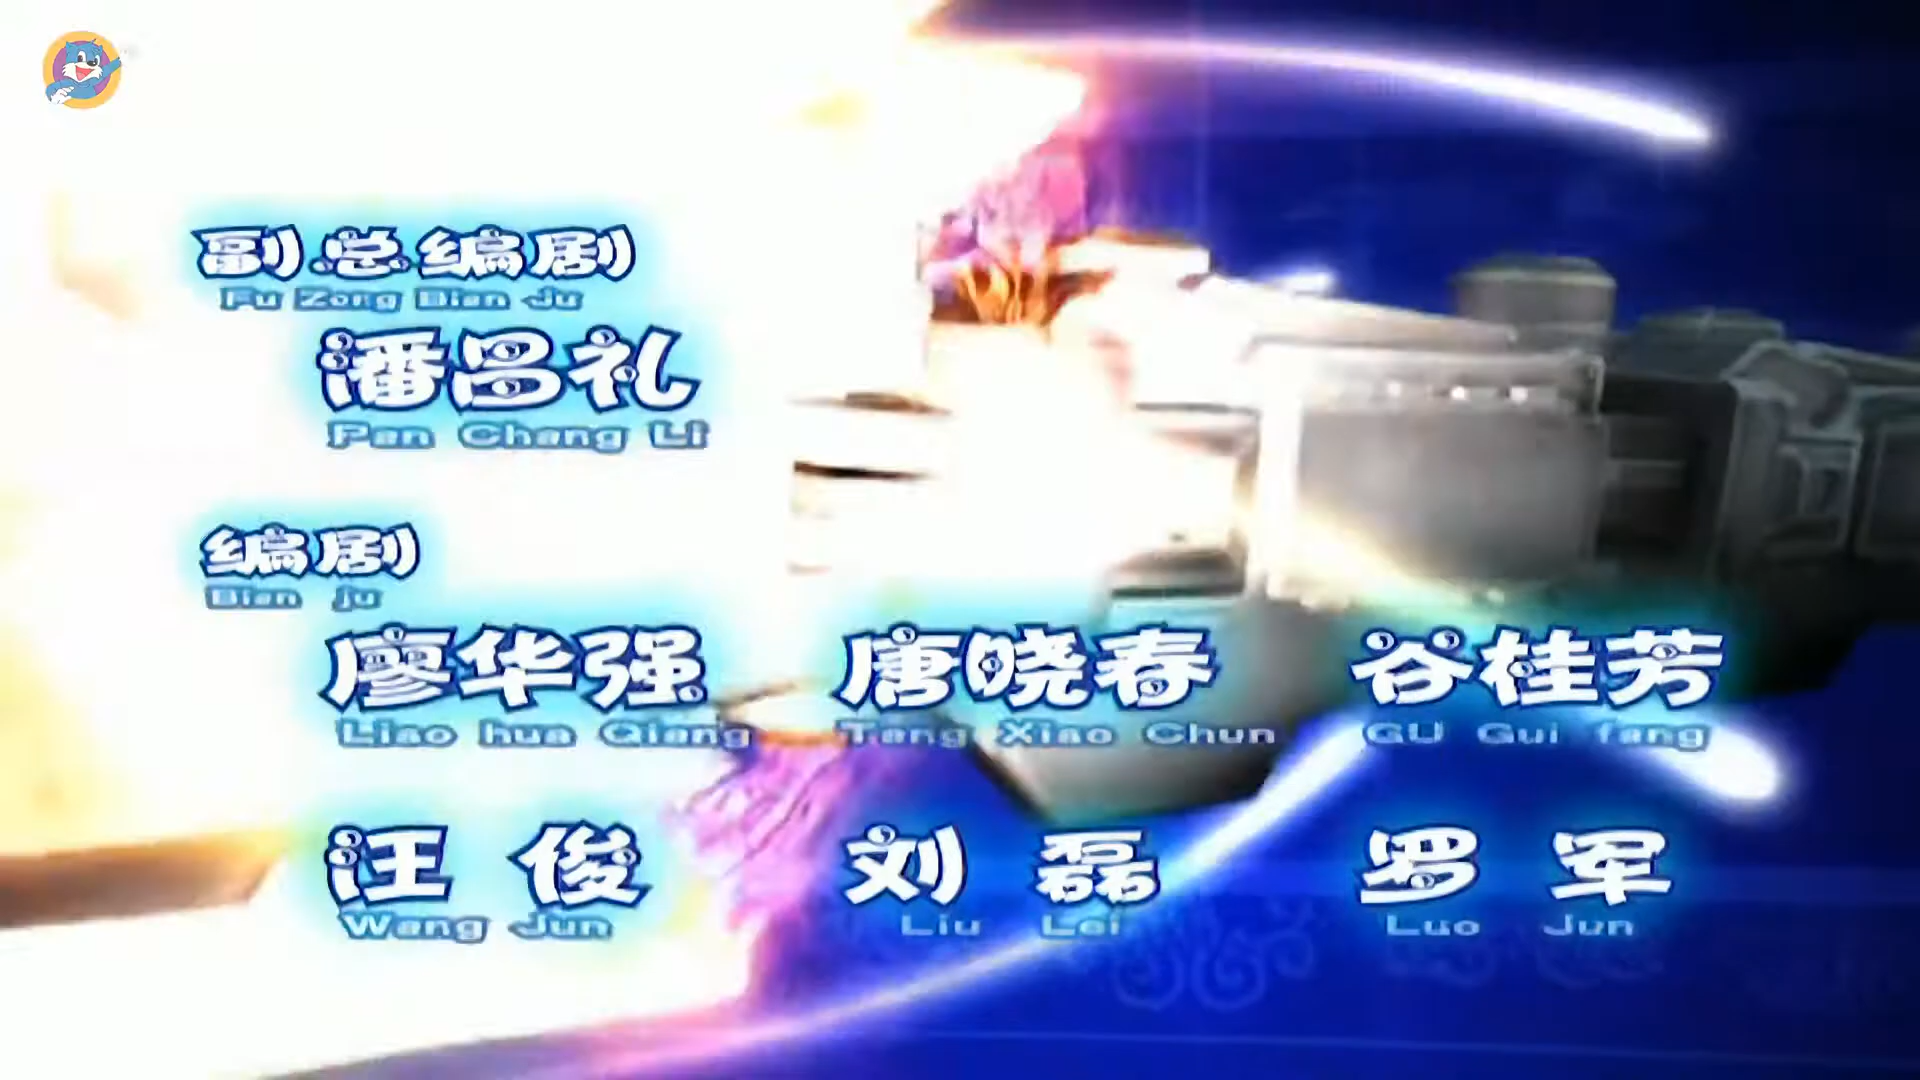 副总编剧
Fu Zong Bian Ju
潘昌礼
Pan Chang Li
编剧
Bian ju
廖华强 唐晓春 谷桂芳
Liao hua Qiang Tang Xiao Chun GU Gui fang
汪俊 刘磊 罗军
Wang Jun Liu Lei Luo Jun